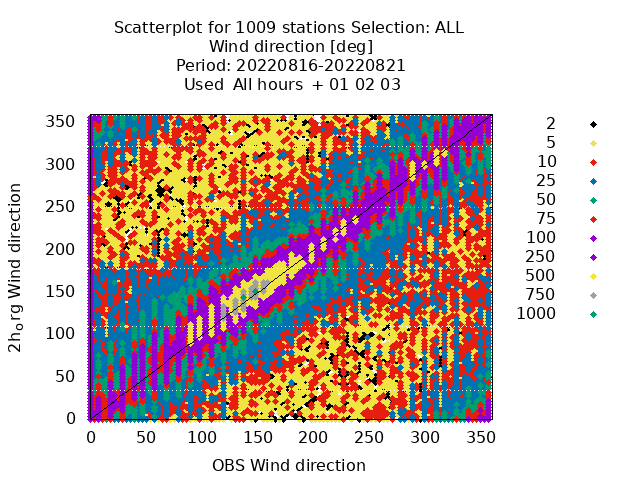 Scatterplot for 1009 stations Selection: ALL
Wind direction [deg]
Period: 20220816-20220821
Used  All hours  + 01 02 03
2
5
10
25
50
75
100
250
500
750
1000
350
300
250
200
150
100
50
0
2horg Wind direction
0 50 100 150 200 250 300 350
OBS Wind direction